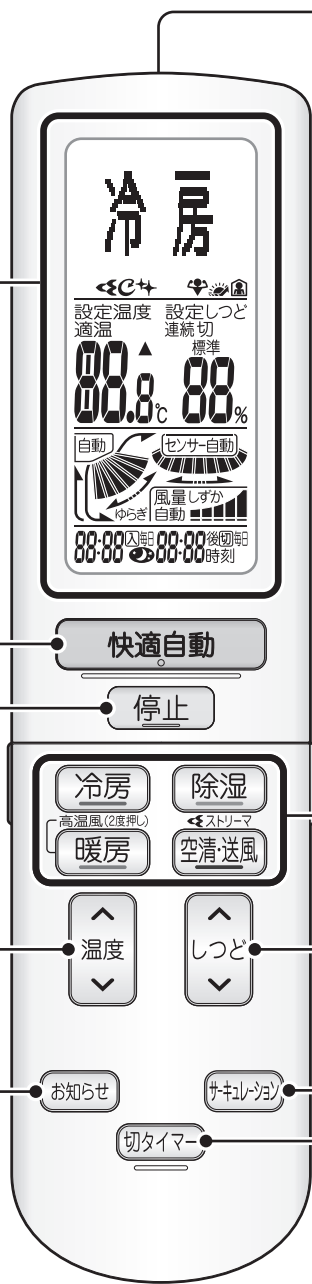 冷房
設定温度 設定しつど
適温 連続切
標準
88.8℃ 88%
自動 センサー自動
ゆらぎ 風量しずか
自動
88:88入毎日 88:88後切毎日
時刻
快適自動
停止
冷房 除湿
高温風(2度押し) ストリーマ
暖房 空清・送風
温度 しつど
お知らせ サーキュレーション
切タイマー